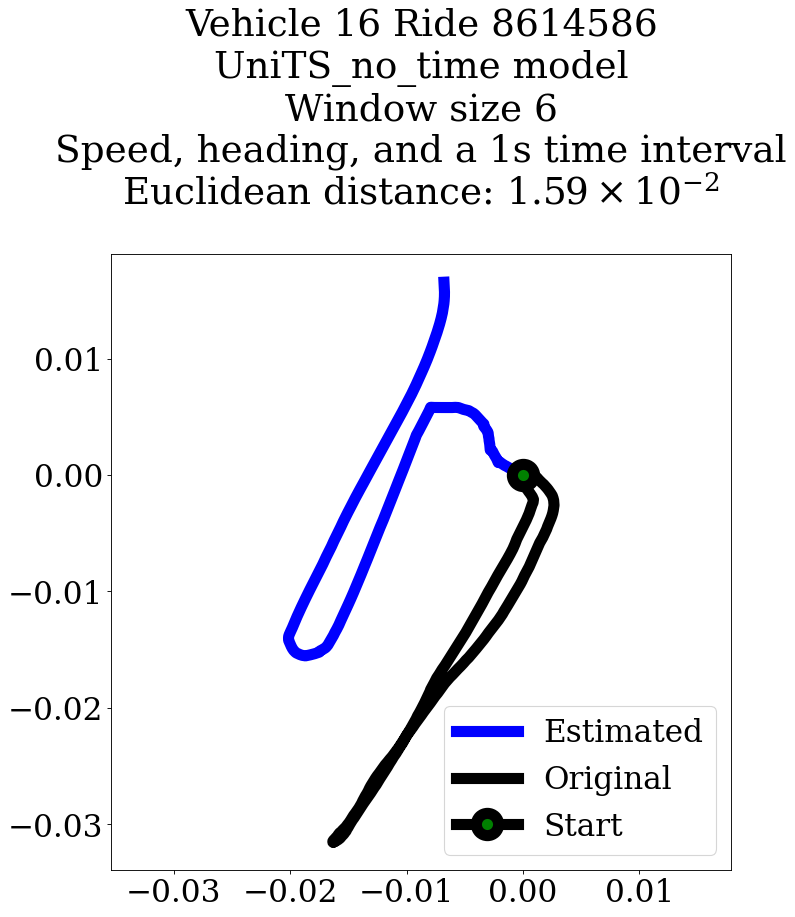 Vehicle 16 Ride 8614586
UniTS_no_time model
Window size 6
Speed, heading, and a 1s time interval
Euclidean distance: 1.59 × 10⁻²
0.01
0.00
−0.01
−0.02
−0.03
Estimated
Original
Start
−0.03 −0.02 −0.01 0.00 0.01